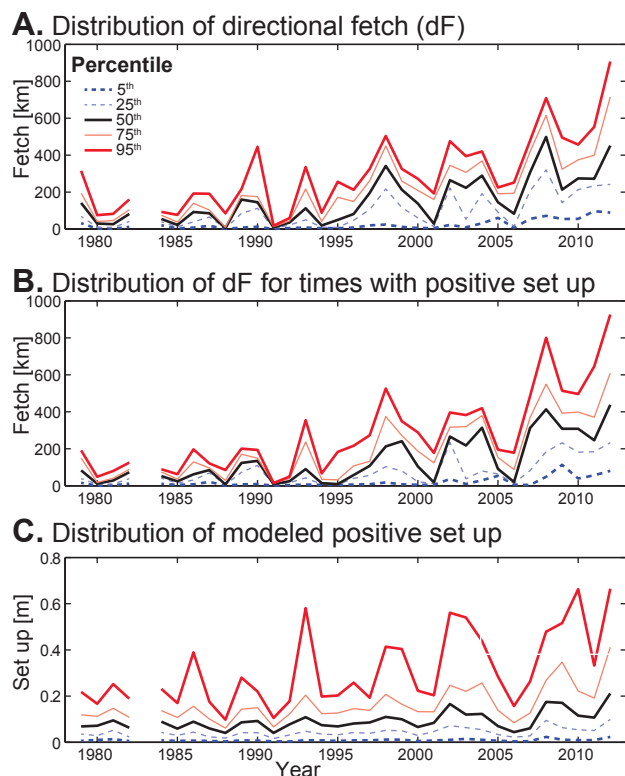 A. Distribution of directional fetch (dF)
1000
800
600
400
200
0
Fetch [km]
Percentile
5th
25th
50th
75th
95th
1980 1985 1990 1995 2000 2005 2010
B. Distribution of dF for times with positive set up
1000
800
600
400
200
0
Fetch [km]
1980 1985 1990 1995 2000 2005 2010
C. Distribution of modeled positive set up
0.8
0.6
0.4
0.2
0
Set up [m]
1980 1985 1990 1995 2000 2005 2010
Year